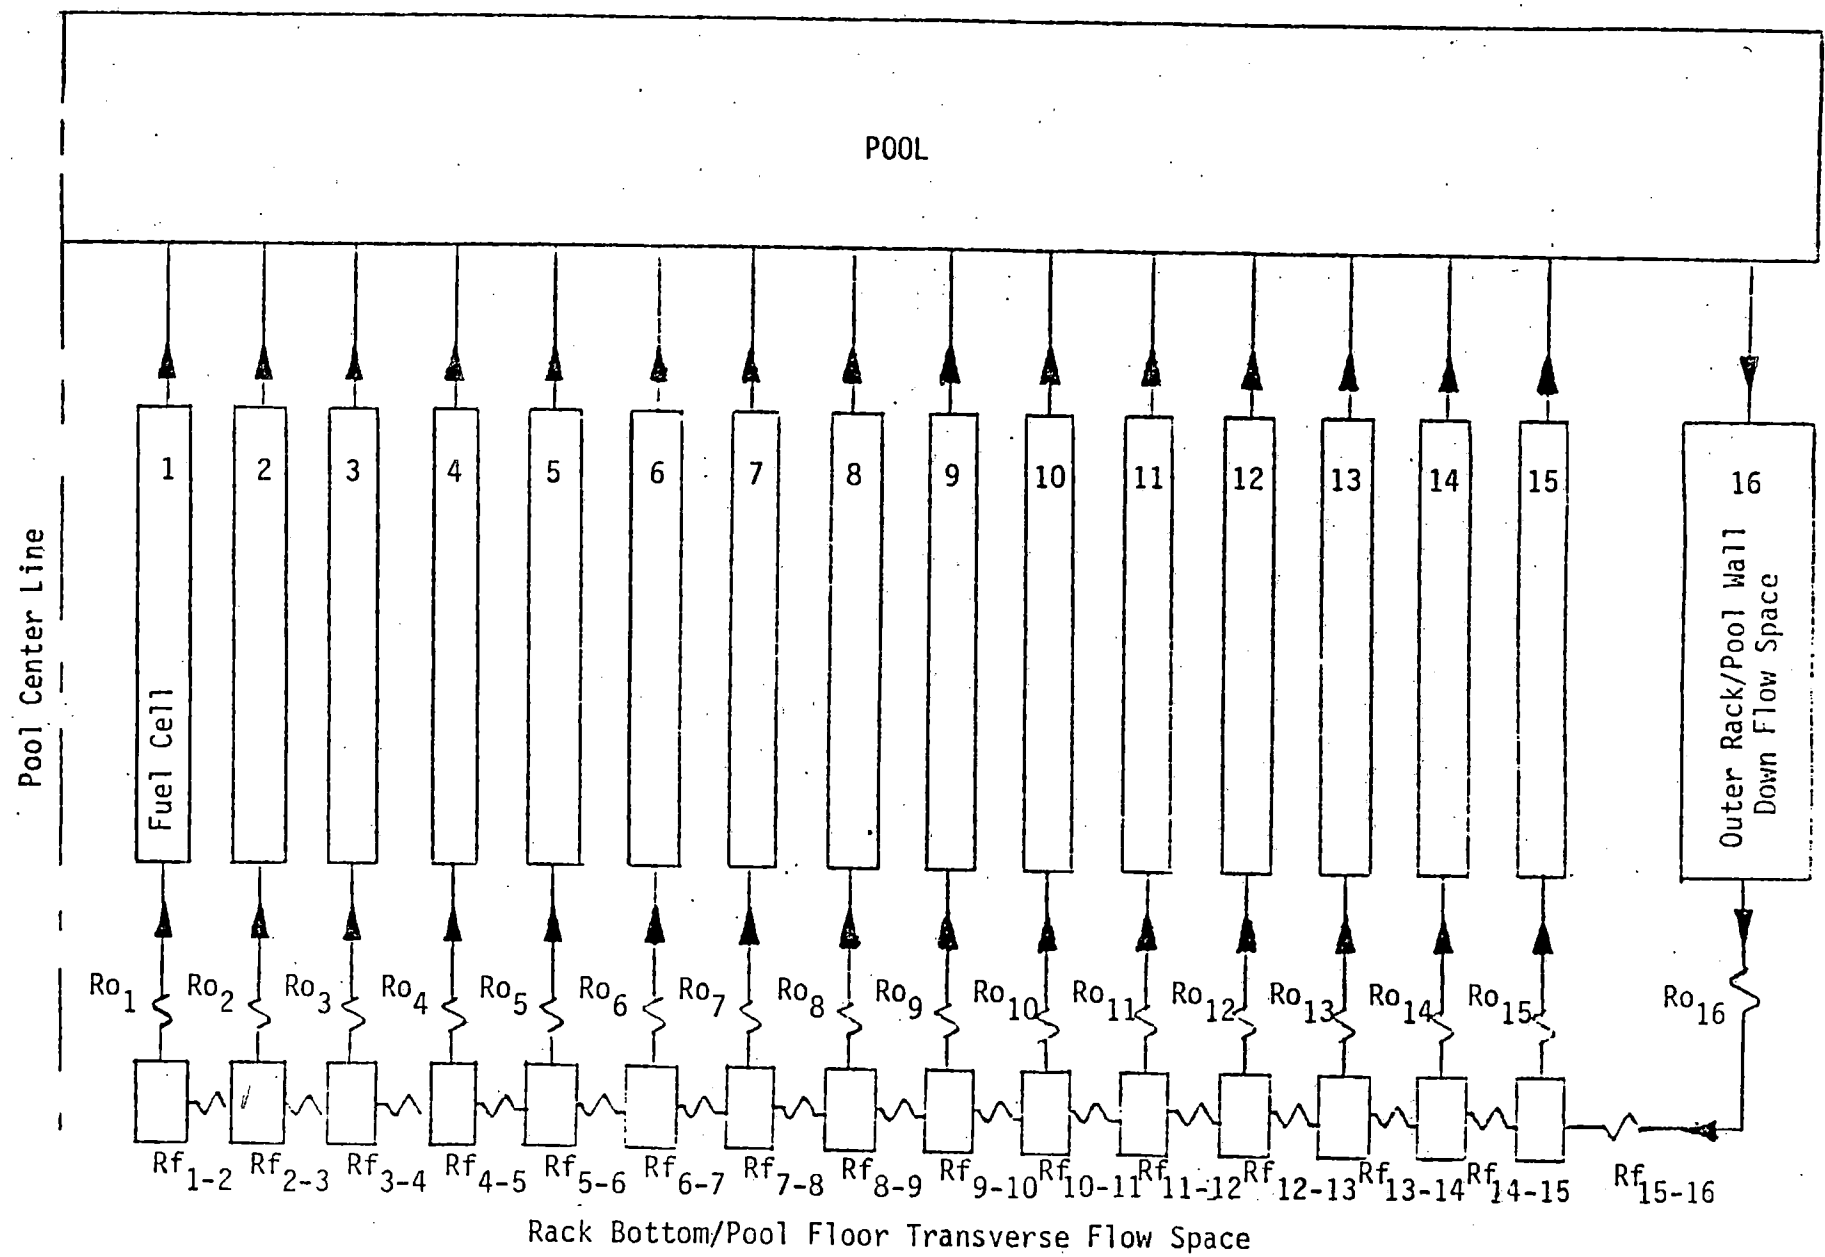 POOL
1 2 3 4 5 6 7 8 9 10 11 12 13 14 15 16
Pool Center Line
Fuel Cell
Outer Rack/Pool Wall
Down Flow Space
Ro1 Ro2 Ro3 Ro4 Ro5 Ro6 Ro7 Ro8 Ro9 Ro10 Ro11 Ro12 Ro13 Ro14 Ro15 Ro16
Rf1-2 Rf2-3 Rf3-4 Rf4-5 Rf5-6 Rf6-7 Rf7-8 Rf8-9 Rf9-10 Rf10-11 Rf11-12 Rf12-13 Rf13-14 Rf14-15 Rf15-16
Rack Bottom/Pool Floor Transverse Flow Space